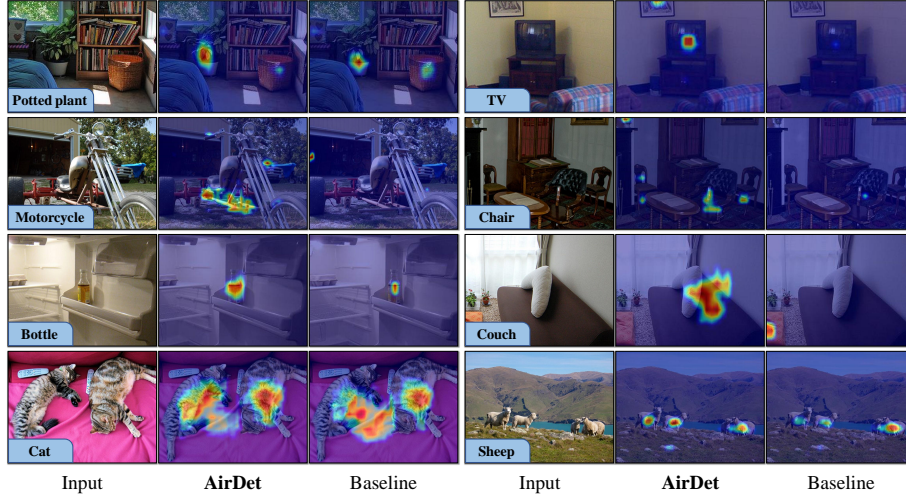 Potted plant
TV
Motorcycle
Chair
Bottle
Couch
Cat
Sheep
Input AirDet Baseline Input AirDet Baseline